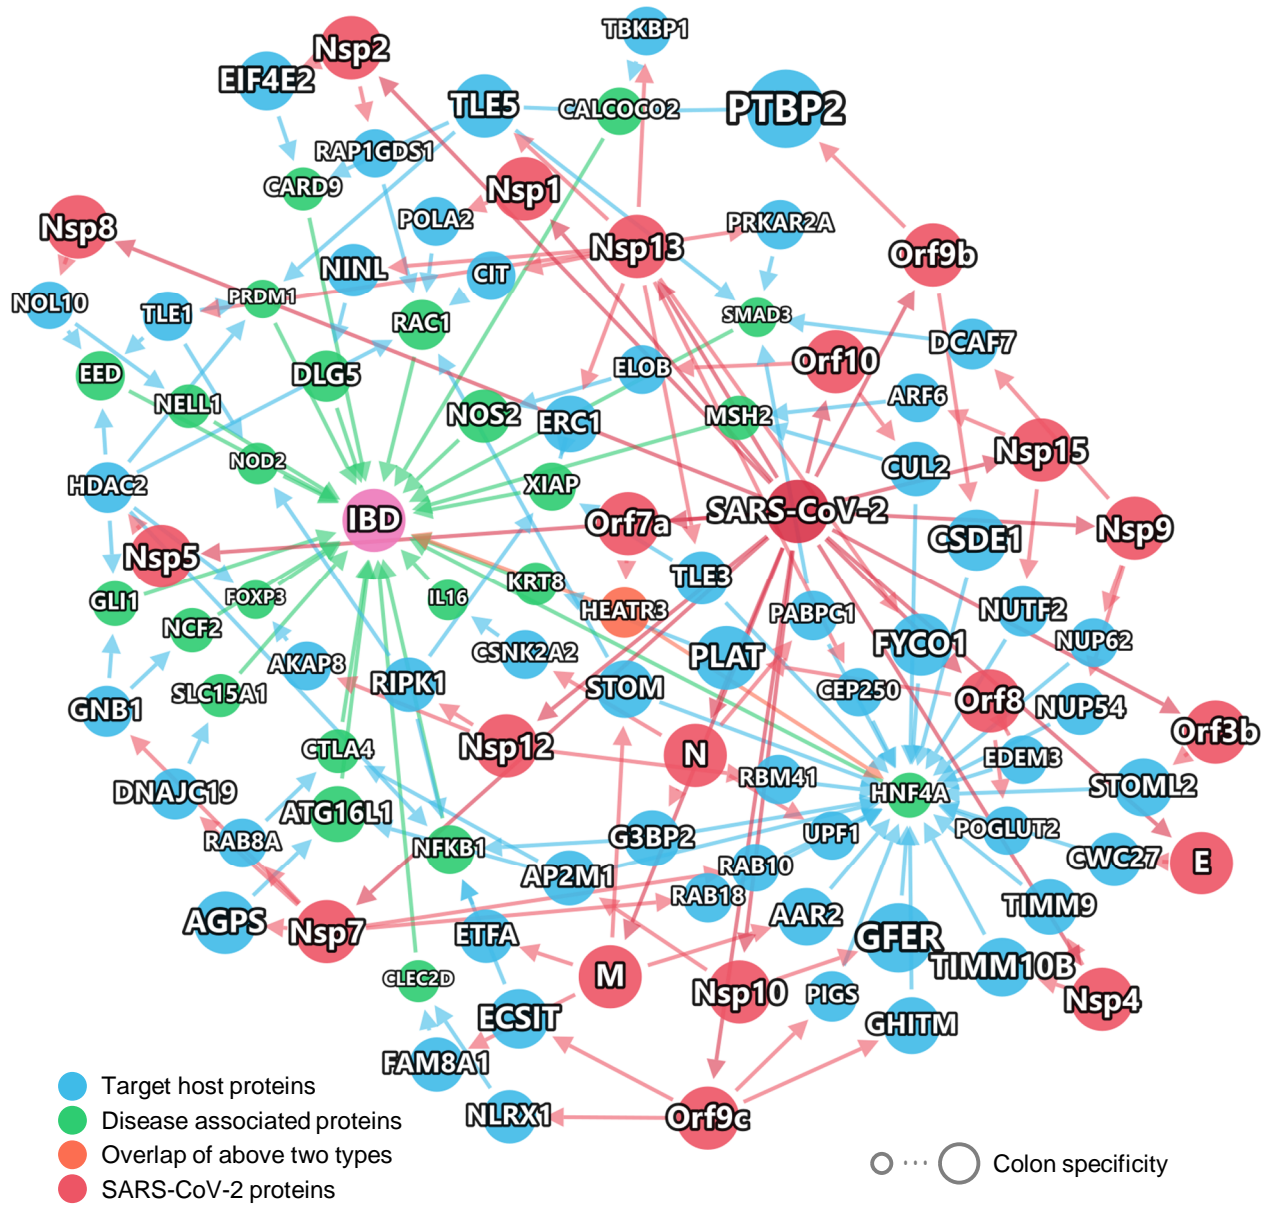 TBKBP1
Nsp2
EIF4E2
TLE5
CALCOCO2
PTBP2
RAP1GDS1
CARD9
Nsp1
POLA2
PRKAR2A
Nsp8
Nsp13
Orf9b
NINL
CIT
NOL10
TLE1
PRDM1
RAC1
SMAD3
DCAF7
EED
DLG5
ELOB
Orf10
NELL1
NOS2
ERC1
MSH2
ARF6
NOD2
Nsp15
CUL2
HDAC2
XIAP
IBD
Orf7a
SARS-CoV-2
CSDE1
Nsp9
Nsp5
TLE3
GLI1
FOXP3
IL16
KRT8
HEATR3
PABPC1
NUTF2
NCF2
FYCO1
NUP62
AKAP8
CSNK2A2
PLAT
SLC15A1
RIPK1
STOM
CEP250
Orf8
NUP54
GNB1
Orf3b
CTLA4
Nsp12
N
EDEM3
DNAJC19
RBM41
HNF4A
STOML2
ATG16L1
RAB8A
NFKB1
G3BP2
UPF1
POGLUT2
CWC27
E
AP2M1
RAB10
RAB18
AGPS
Nsp7
ETFA
AAR2
TIMM9
GFER
CLEC2D
M
Nsp10
PIGS
TIMM10B
Nsp4
ECSIT
GHITM
FAM8A1
NLRX1
Orf9c
Target host proteins
Disease associated proteins
Overlap of above two types
SARS-CoV-2 proteins
Colon specificity